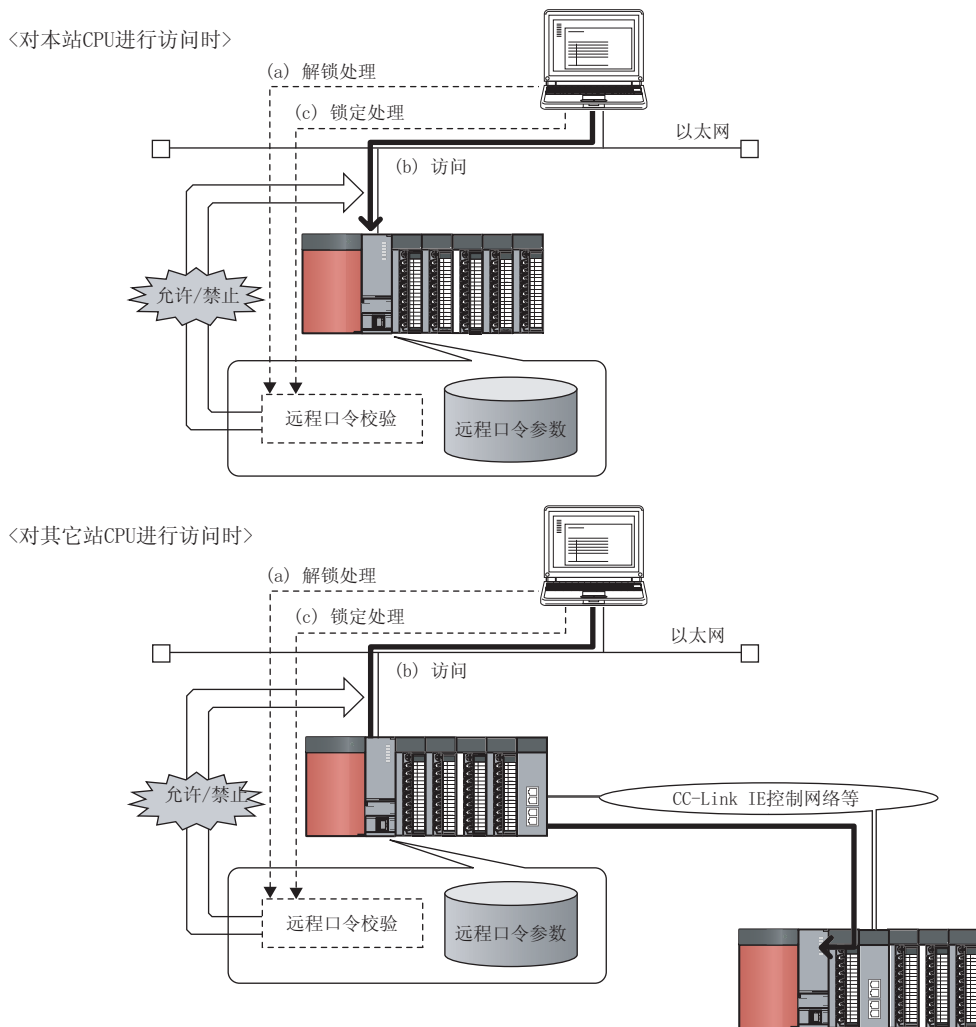 <对本站CPU进行访问时>
(a) 解锁处理
(c) 锁定处理
以太网
(b) 访问
允许/禁止
远程口令校验
远程口令参数
<对其它站CPU进行访问时>
(a) 解锁处理
(c) 锁定处理
以太网
(b) 访问
允许/禁止
CC-Link IE控制网络等
远程口令校验
远程口令参数